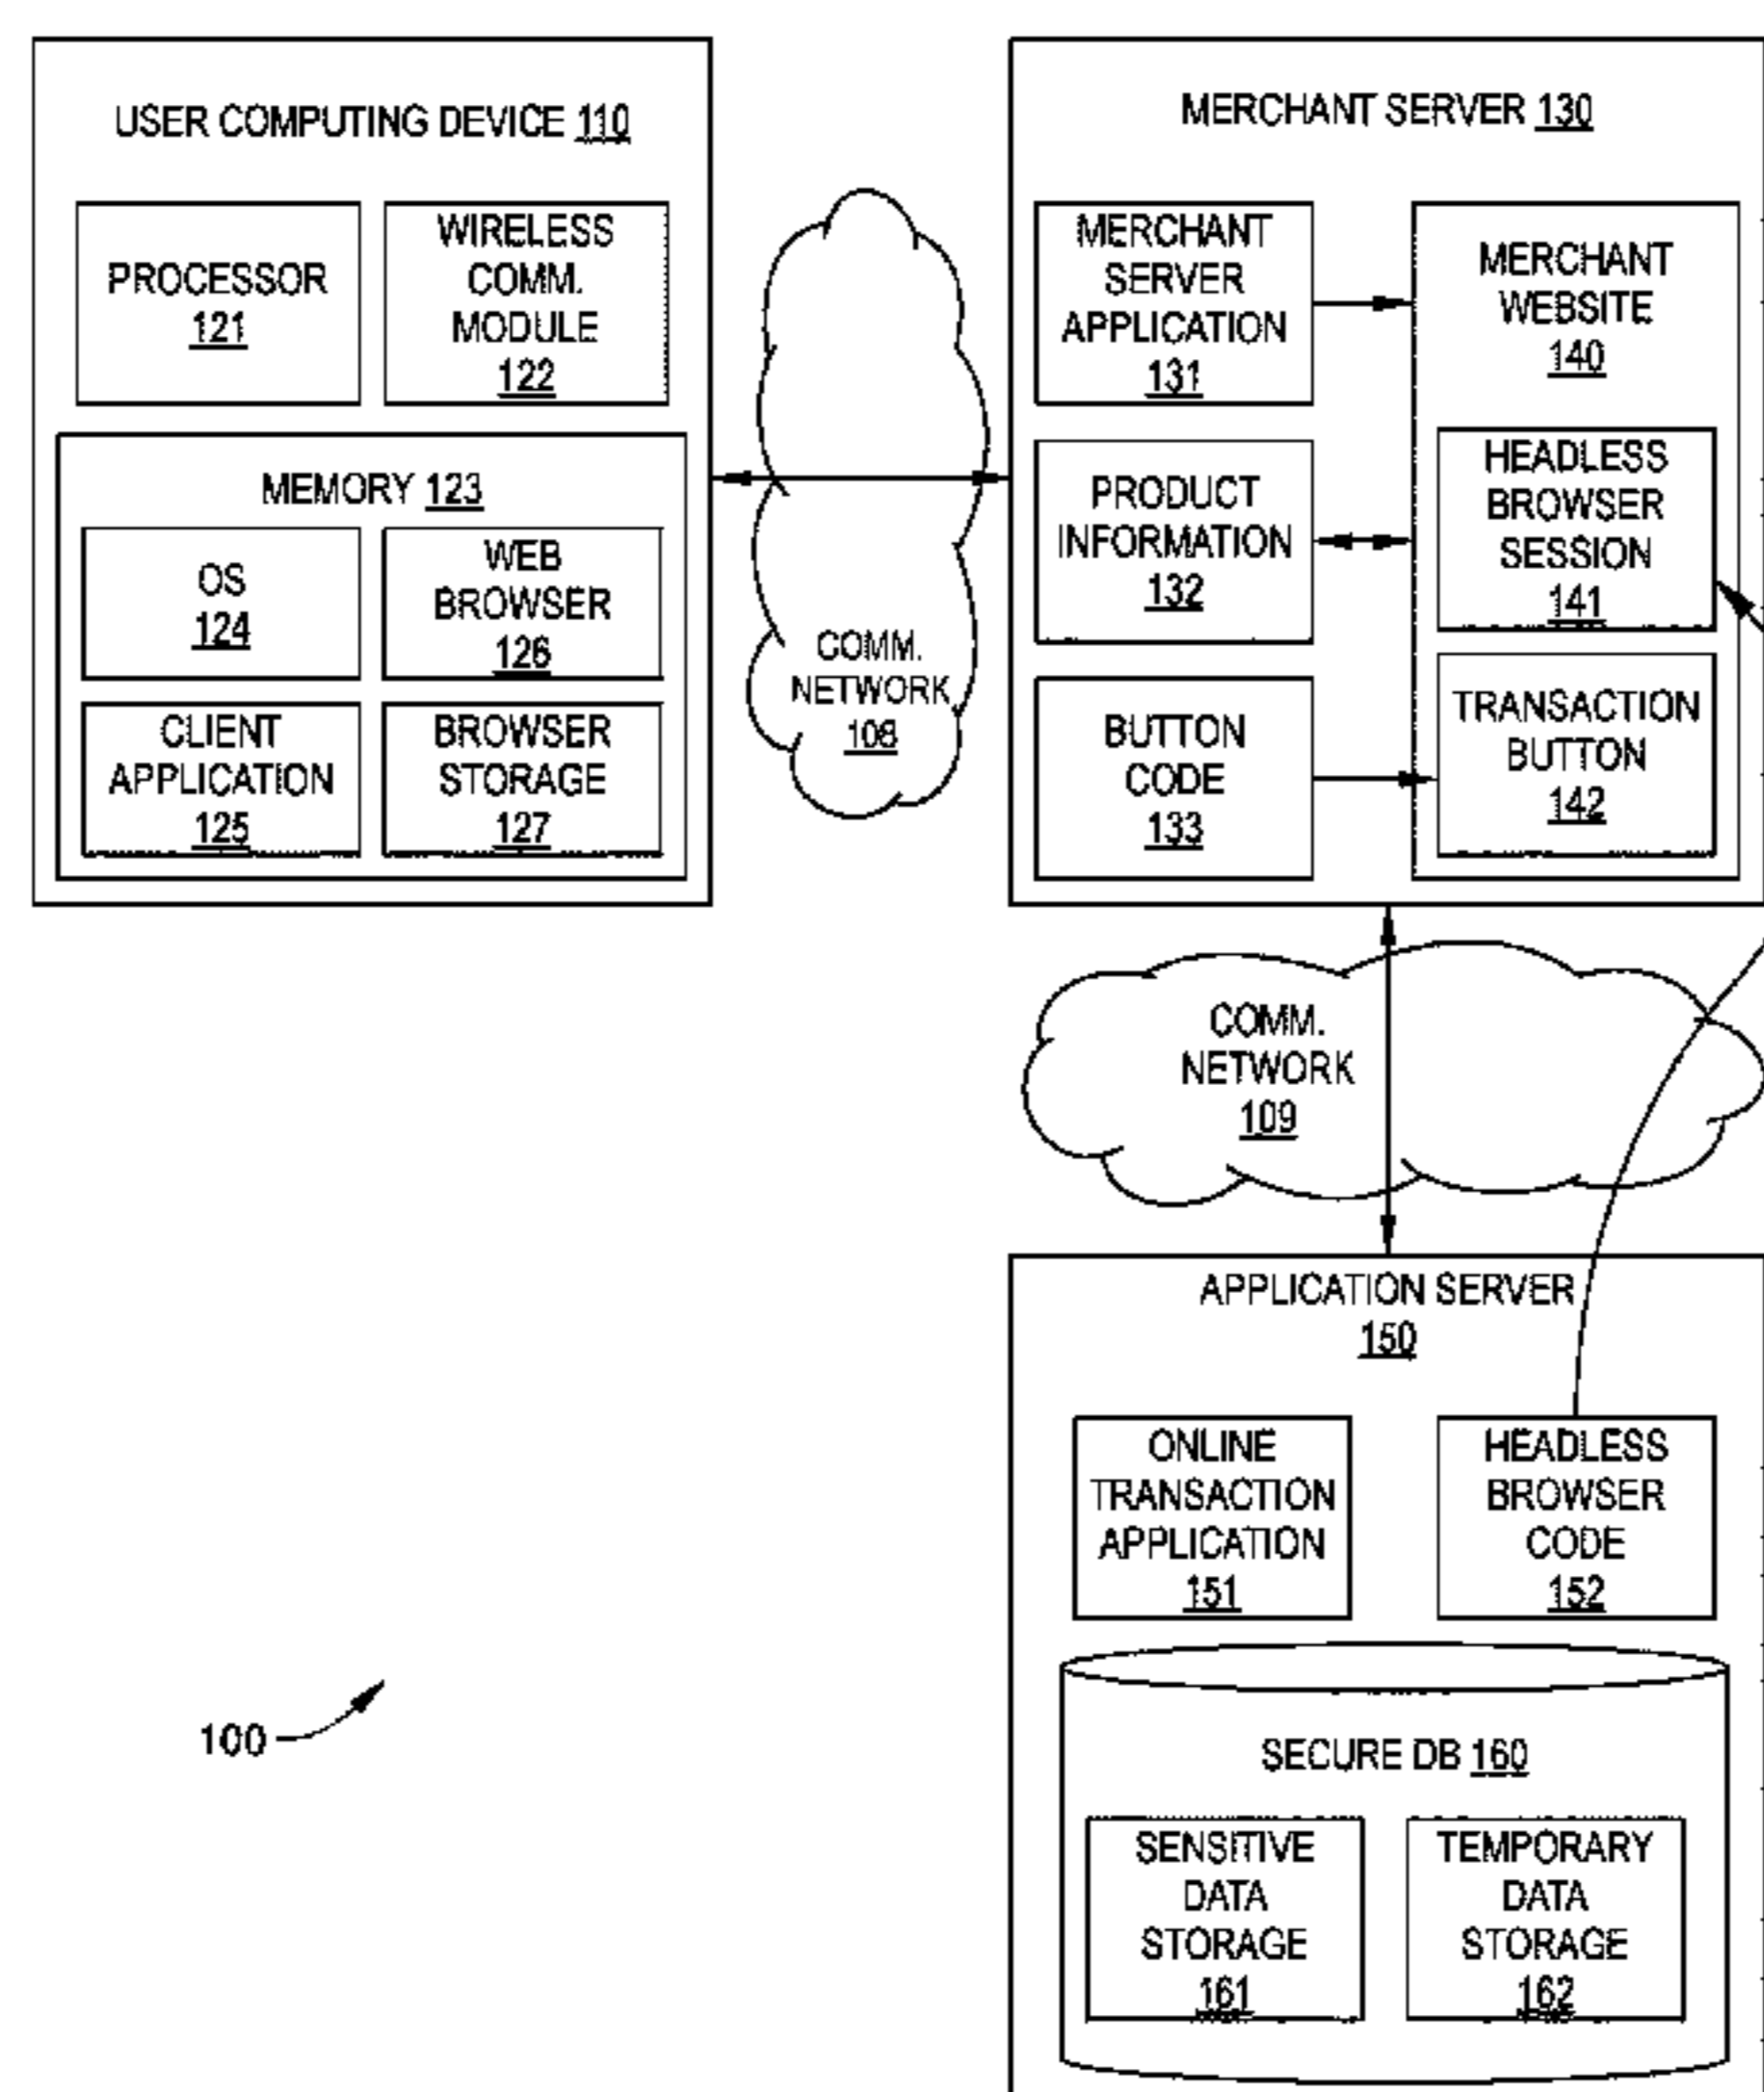 USER COMPUTING DEVICE 110
PROCESSOR
121
WIRELESS
COMM.
MODULE
122
MEMORY 123
OS
124
WEB
BROWSER
126
CLIENT
APPLICATION
125
BROWSER
STORAGE
127
COMM.
NETWORK
108
MERCHANT SERVER 130
MERCHANT
SERVER
APPLICATION
131
PRODUCT
INFORMATION
132
BUTTON
CODE
133
MERCHANT
WEBSITE
140
HEADLESS
BROWSER
SESSION
141
TRANSACTION
BUTTON
142
COMM.
NETWORK
109
APPLICATION SERVER
150
ONLINE
TRANSACTION
APPLICATION
151
HEADLESS
BROWSER
CODE
152
SECURE DB 160
SENSITIVE
DATA
STORAGE
161
TEMPORARY
DATA
STORAGE
162
100